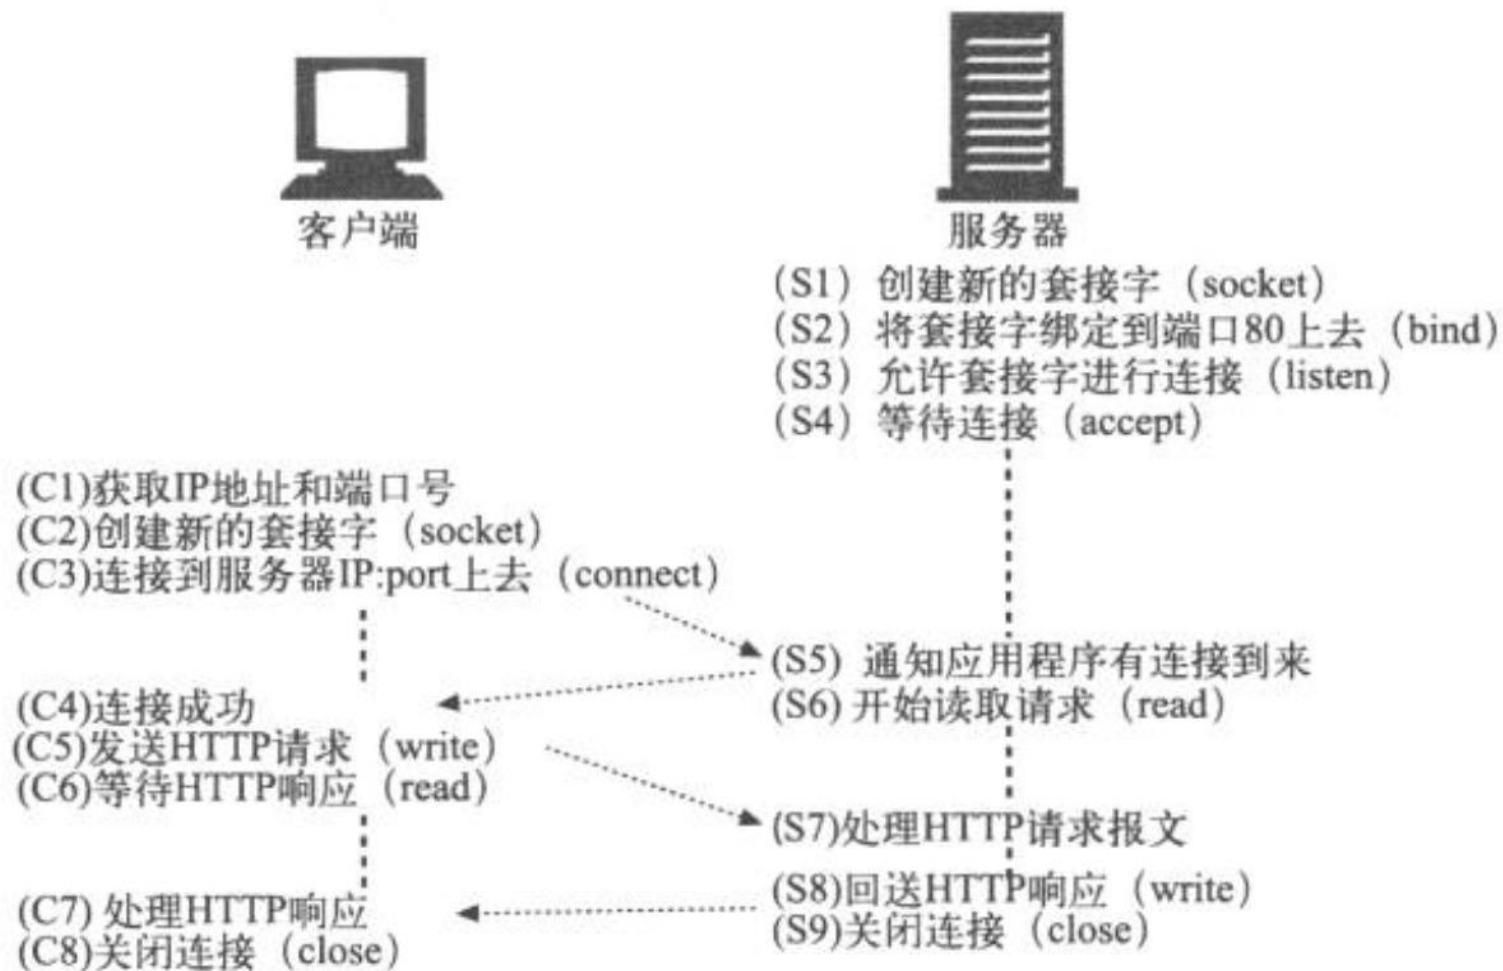 客户端
服务器
(S1) 创建新的套接字（socket）
(S2) 将套接字绑定到端口80上去（bind）
(S3) 允许套接字进行连接（listen）
(S4) 等待连接（accept）
(C1)获取IP地址和端口号
(C2)创建新的套接字（socket）
(C3)连接到服务器IP:port上去（connect）
(S5) 通知应用程序有连接到来
(S6) 开始读取请求（read）
(C4)连接成功
(C5)发送HTTP请求（write）
(C6)等待HTTP响应（read）
(S7)处理HTTP请求报文
(S8)回送HTTP响应（write）
(S9)关闭连接（close）
(C7) 处理HTTP响应
(C8)关闭连接（close）